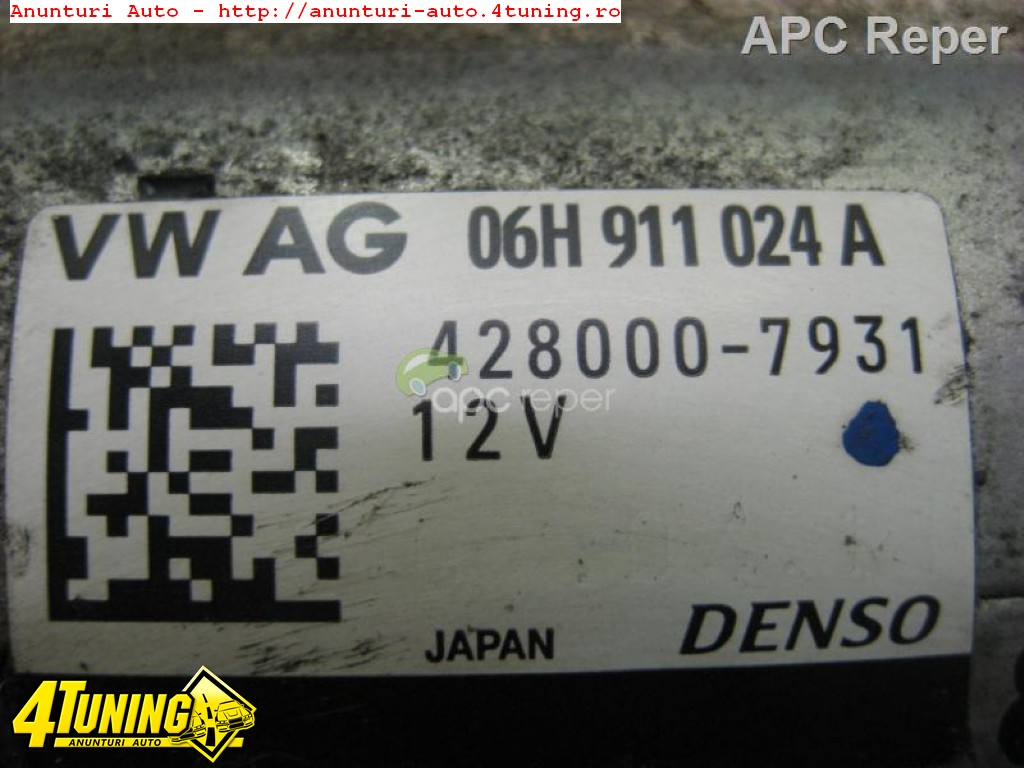 Anunturi Auto - http://anunturi-auto.4tuning.ro
APC Reper
VW AG 06H 911 024 A
428000-7931
apc reper
12V
JAPAN DENSO
4TUNING
ANUNTURI AUTO